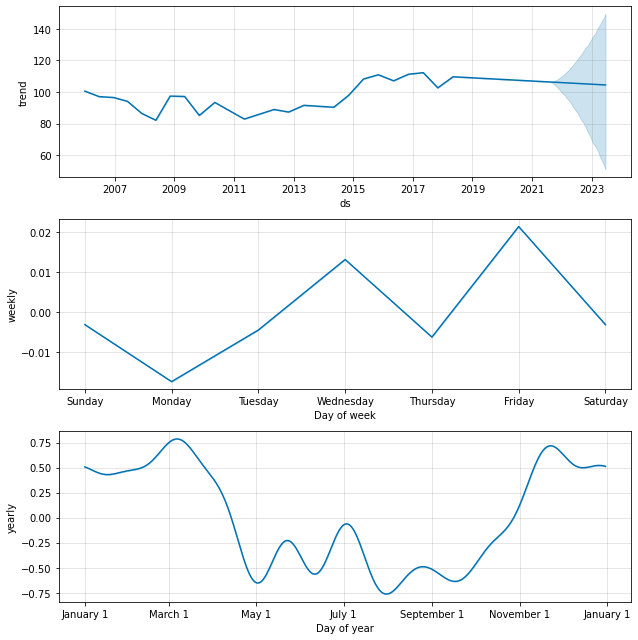 trend
140
120
100
80
60
2007 2009 2011 2013 2015 2017 2019 2021 2023
ds
weekly
0.02
0.01
0.00
−0.01
Sunday Monday Tuesday Wednesday Thursday Friday Saturday
Day of week
yearly
0.75
0.50
0.25
0.00
−0.25
−0.50
−0.75
January 1 March 1 May 1 July 1 September 1 November 1 January 1
Day of year